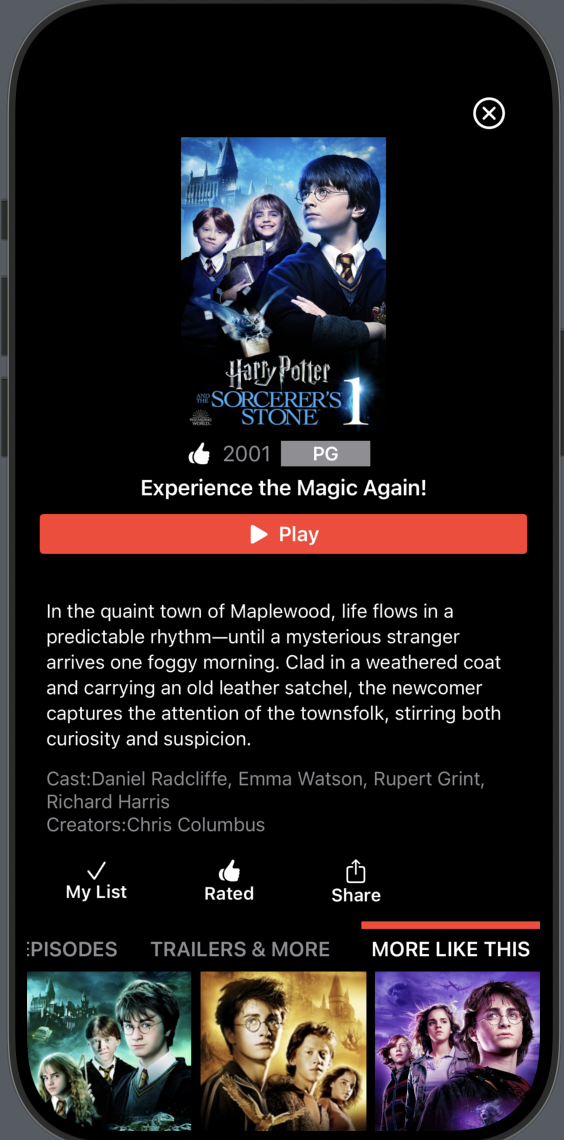 Harry Potter
AND THE SORCERER'S
STONE 1
WIZARDING WORLD
2001 PG
Experience the Magic Again!
Play
In the quaint town of Maplewood, life flows in a
predictable rhythm—until a mysterious stranger
arrives one foggy morning. Clad in a weathered coat
and carrying an old leather satchel, the newcomer
captures the attention of the townsfolk, stirring both
curiosity and suspicion.
Cast:Daniel Radcliffe, Emma Watson, Rupert Grint,
Richard Harris
Creators:Chris Columbus
My List Rated Share
EPISODES TRAILERS & MORE MORE LIKE THIS